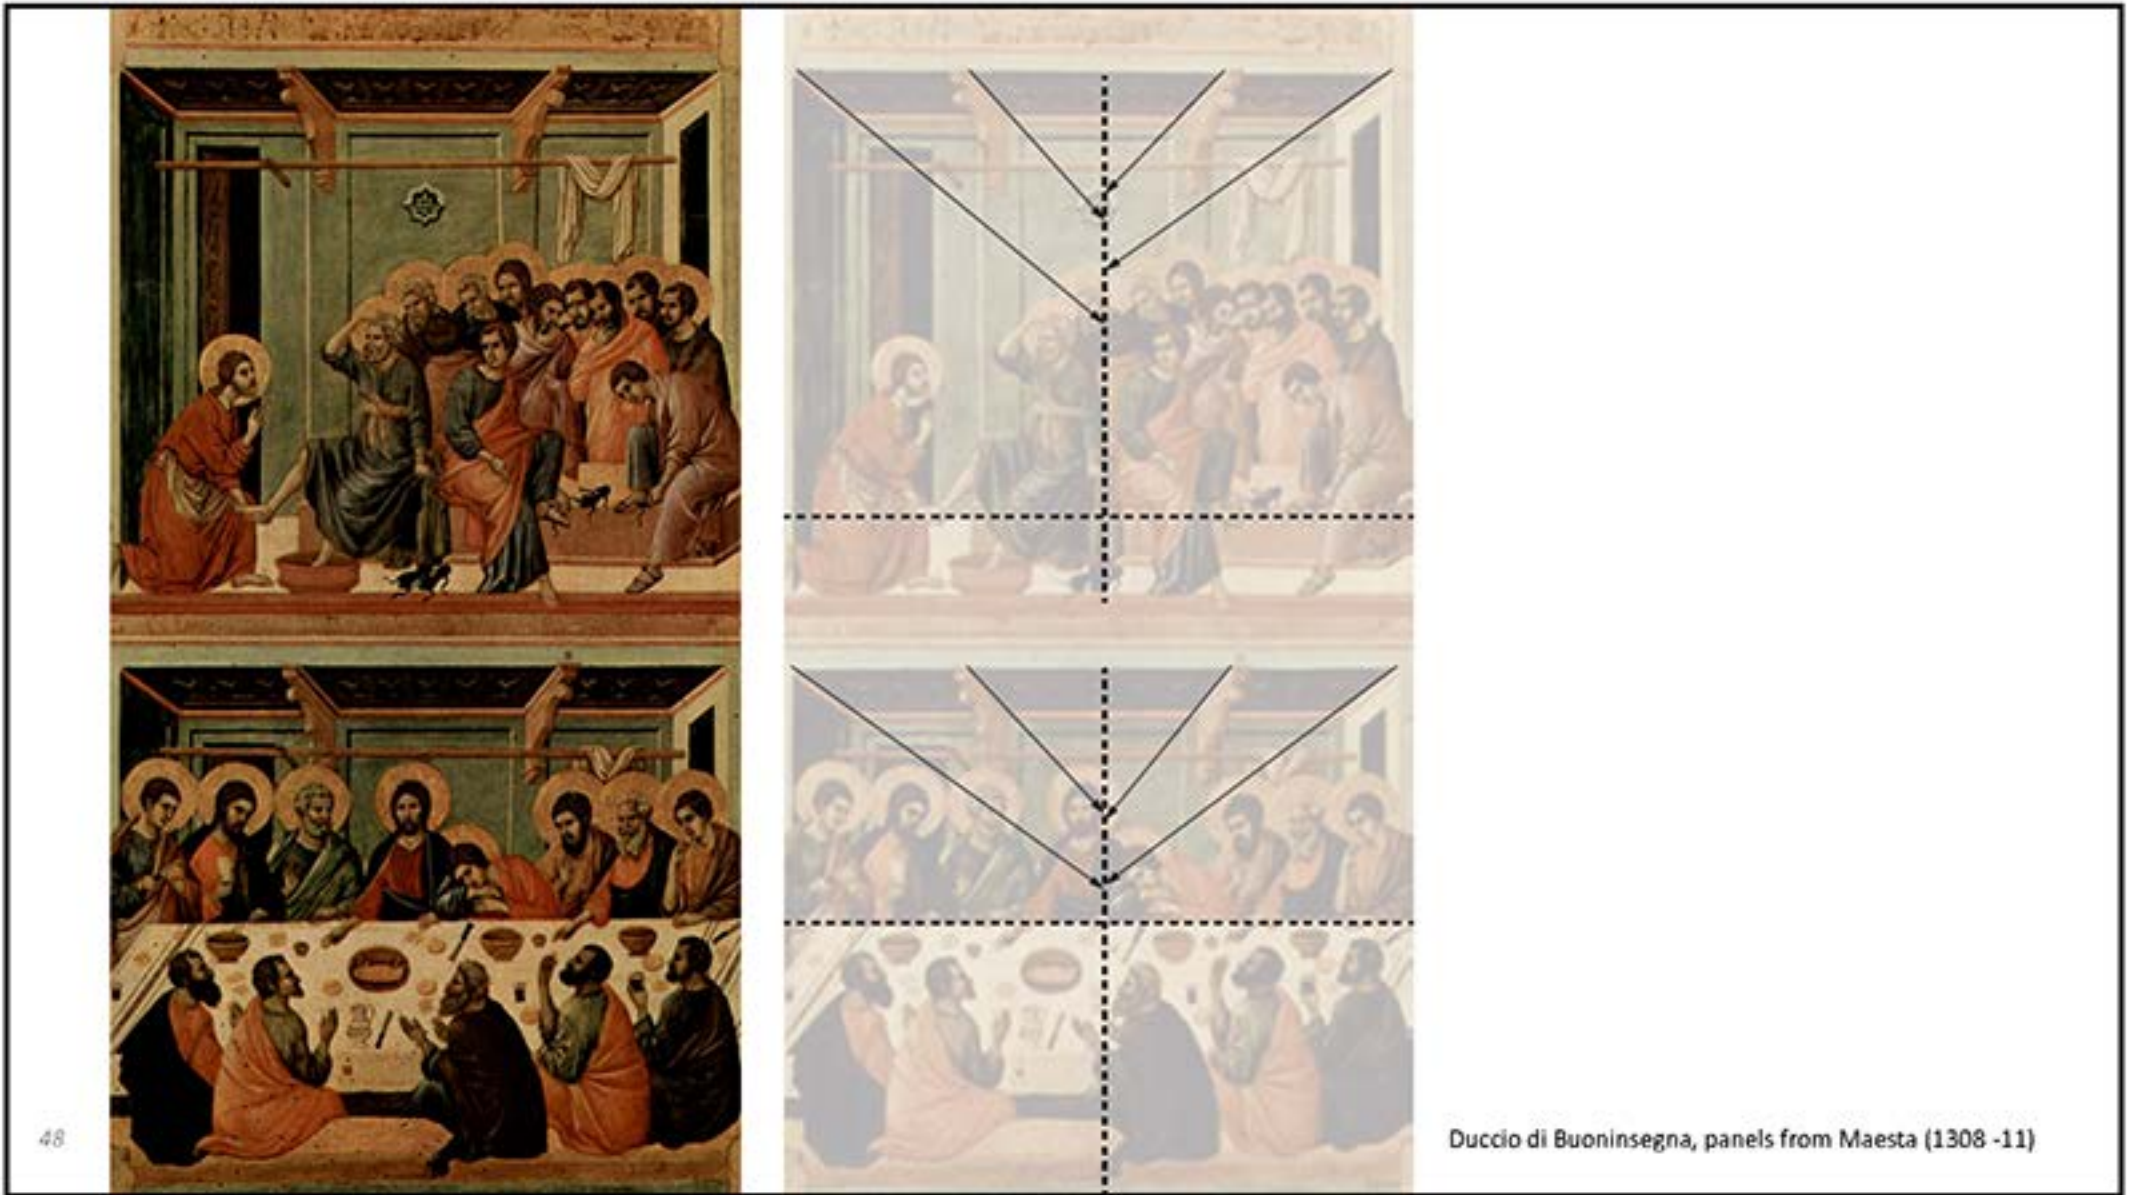 48
Duccio di Buoninsegna, panels from Maesta (1308 -11)